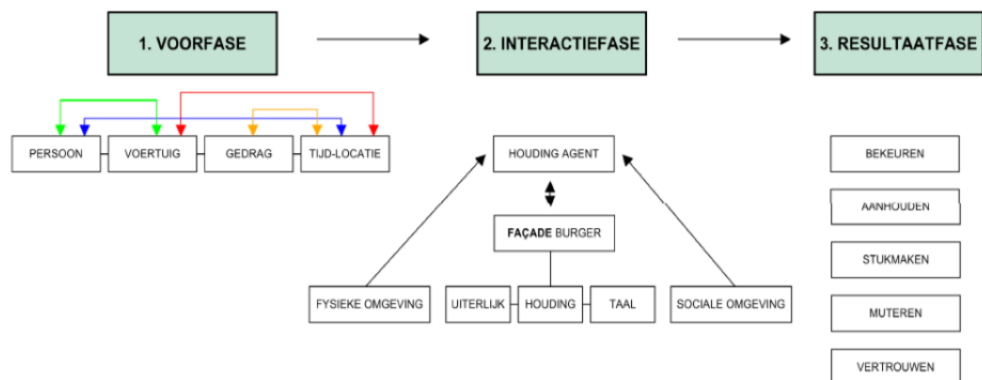 1. VOORFASE
2. INTERACTIEFASE
3. RESULTAATFASE
PERSOON
VOERTUIG
GEDRAG
TIJD-LOCATIE
HOUDING AGENT
FAÇADE BURGER
FYSIEKE OMGEVING
UITERLIJK
HOUDING
TAAL
SOCIALE OMGEVING
BEKEUREN
AANHOUDEN
STUKMAKEN
MUTEREN
VERTROUWEN